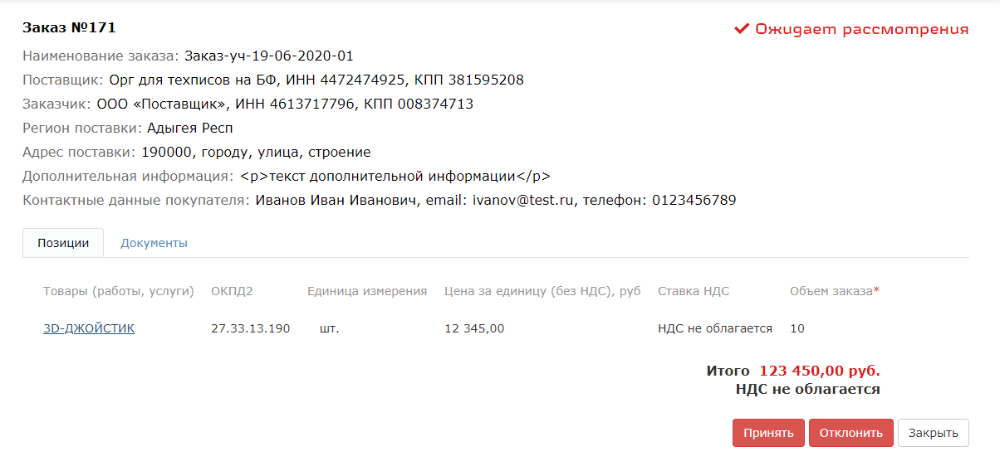 Заказ №171
Ожидает рассмотрения
Наименование заказа: Заказ-уч-19-06-2020-01
Поставщик: Орг для техписов на БФ, ИНН 4472474925, КПП 381595208
Заказчик: ООО «Поставщик», ИНН 4613717796, КПП 008374713
Регион поставки: Адыгея Респ
Адрес поставки: 190000, городу, улица, строение
Дополнительная информация: <p>текст дополнительной информации</p>
Контактные данные покупателя: Иванов Иван Иванович, email: ivanov@test.ru, телефон: 0123456789
Позиции Документы
Товары (работы, услуги) ОКПД2 Единица измерения Цена за единицу (без НДС), руб Ставка НДС Объем заказа*
3D-ДЖОЙСТИК 27.33.13.190 шт. 12 345,00 НДС не облагается 10
Итого 123 450,00 руб.
НДС не облагается
Принять Отклонить Закрыть